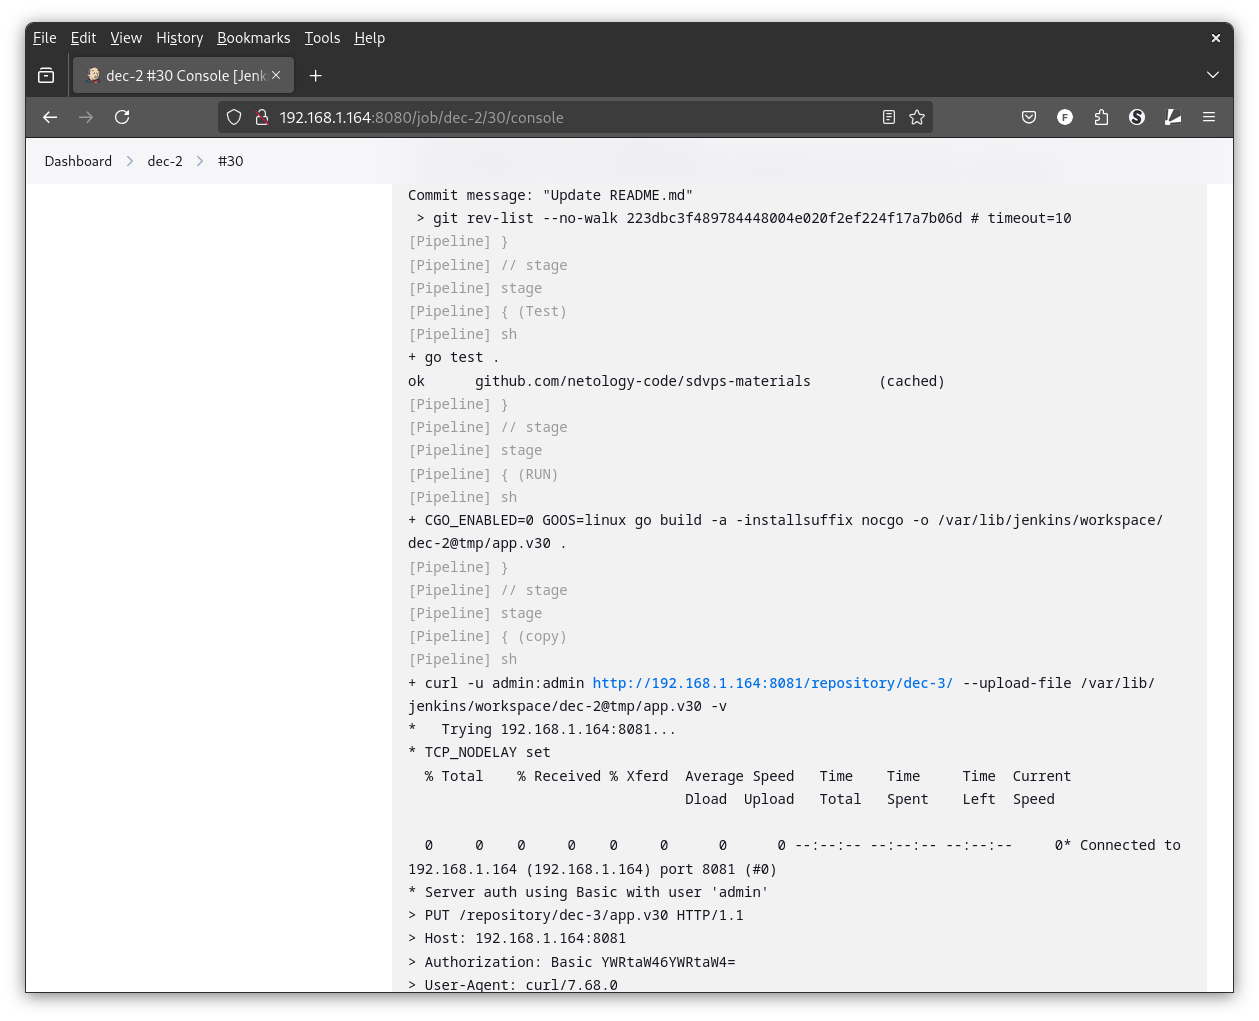 File Edit View History Bookmarks Tools Help
dec-2 #30 Console [Jenk
192.168.1.164:8080/job/dec-2/30/console
Dashboard > dec-2 > #30
Commit message: "Update README.md"
 > git rev-list --no-walk 223dbc3f489784448004e020f2ef224f17a7b06d # timeout=10
[Pipeline] }
[Pipeline] // stage
[Pipeline] stage
[Pipeline] { (Test)
[Pipeline] sh
+ go test .
ok      github.com/netology-code/sdvps-materials        (cached)
[Pipeline] }
[Pipeline] // stage
[Pipeline] stage
[Pipeline] { (RUN)
[Pipeline] sh
+ CGO_ENABLED=0 GOOS=linux go build -a -installsuffix nocgo -o /var/lib/jenkins/workspace/
dec-2@tmp/app.v30 .
[Pipeline] }
[Pipeline] // stage
[Pipeline] stage
[Pipeline] { (copy)
[Pipeline] sh
+ curl -u admin:admin http://192.168.1.164:8081/repository/dec-3/ --upload-file /var/lib/
jenkins/workspace/dec-2@tmp/app.v30 -v
*   Trying 192.168.1.164:8081...
* TCP_NODELAY set
  % Total    % Received % Xferd  Average Speed   Time    Time     Time  Current
                                 Dload  Upload   Total   Spent    Left  Speed
  0     0    0     0    0     0      0      0 --:--:-- --:--:-- --:--:--     0* Connected to
192.168.1.164 (192.168.1.164) port 8081 (#0)
* Server auth using Basic with user 'admin'
> PUT /repository/dec-3/app.v30 HTTP/1.1
> Host: 192.168.1.164:8081
> Authorization: Basic YWRtaW46YWRtaW4=
> User-Agent: curl/7.68.0